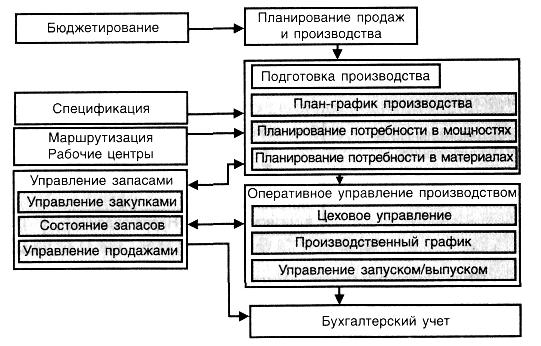 Бюджетирование
Планирование продаж
и производства
Подготовка производства
Спецификация
План-график производства
Маршрутизация
Рабочие центры
Планирование потребности в мощностях
Планирование потребности в материалах
Управление запасами
Управление закупками
Состояние запасов
Управление продажами
Оперативное управление производством
Цеховое управление
Производственный график
Управление запуском/выпуском
Бухгалтерский учет